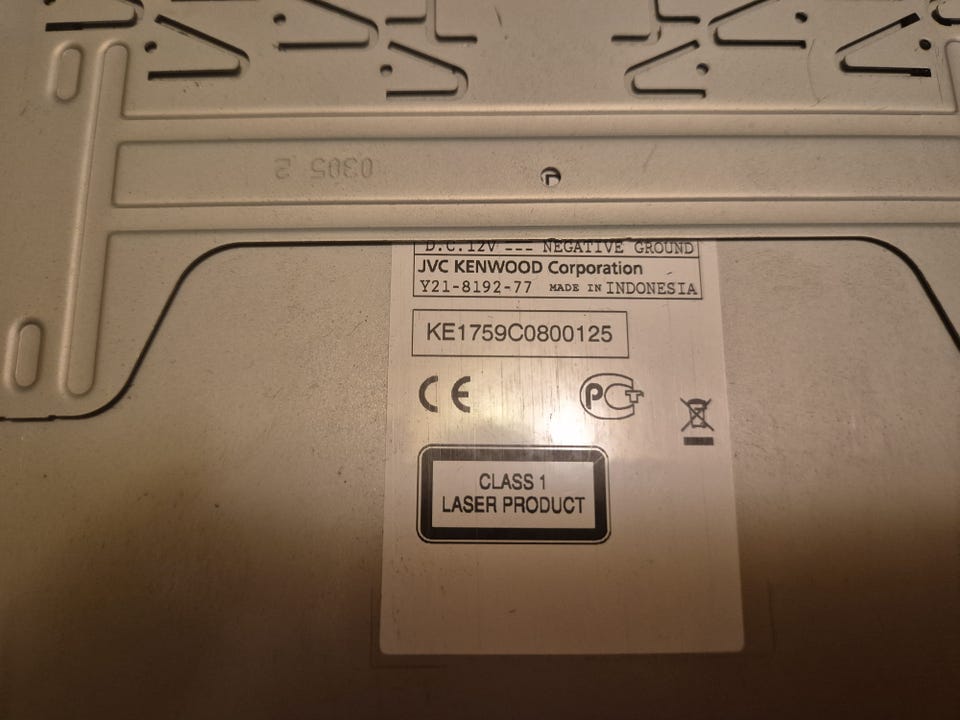 0305 2
D.C.12V --- NEGATIVE GROUND
JVC KENWOOD Corporation
Y21-8192-77 MADE IN INDONESIA
KE1759C0800125
CE
PCT
CLASS 1
LASER PRODUCT